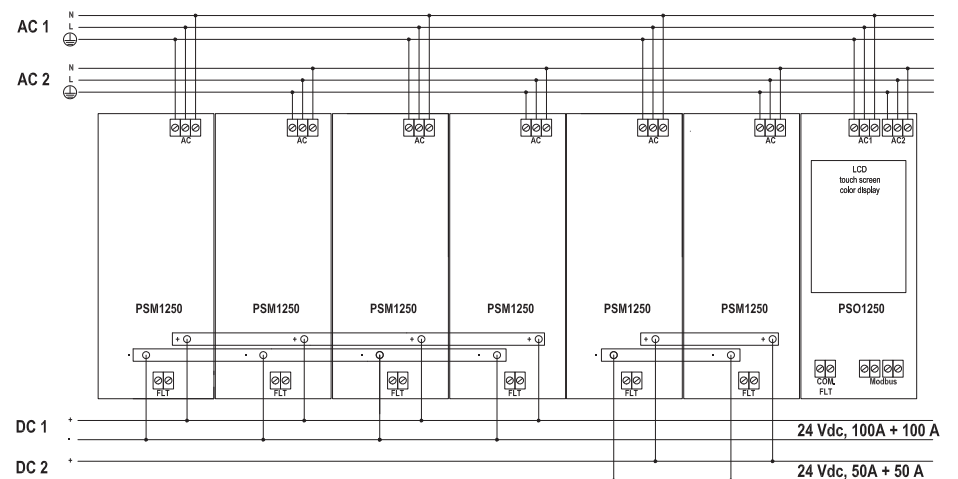 N
AC 1 L
N
AC 2 L
AC AC AC AC AC AC AC1 AC2
LCD
touch screen
color display
PSM1250 PSM1250 PSM1250 PSM1250 PSM1250 PSM1250 PSO1250
+ + + + + +
- - - - - -
FLT FLT FLT FLT FLT FLT COM. Modbus
FLT
+
DC 1 24 Vdc, 100A + 100 A
-
+
DC 2 24 Vdc, 50A + 50 A